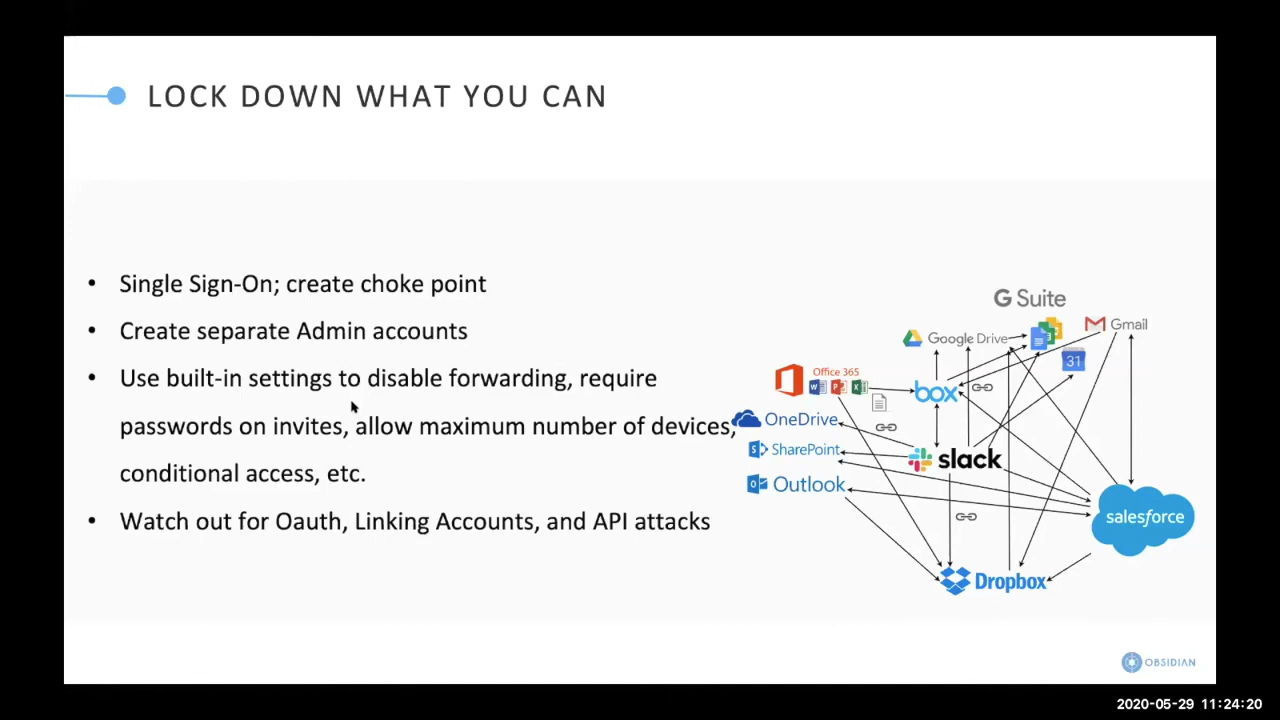 LOCK DOWN WHAT YOU CAN
• Single Sign-On; create choke point
• Create separate Admin accounts
• Use built-in settings to disable forwarding, require
passwords on invites, allow maximum number of devices,
conditional access, etc.
• Watch out for Oauth, Linking Accounts, and API attacks
G Suite
Gmail
Google Drive
31
Office 365
box
OneDrive
SharePoint
slack
Outlook
salesforce
Dropbox
OBSIDIAN
2020-05-29 11:24:20